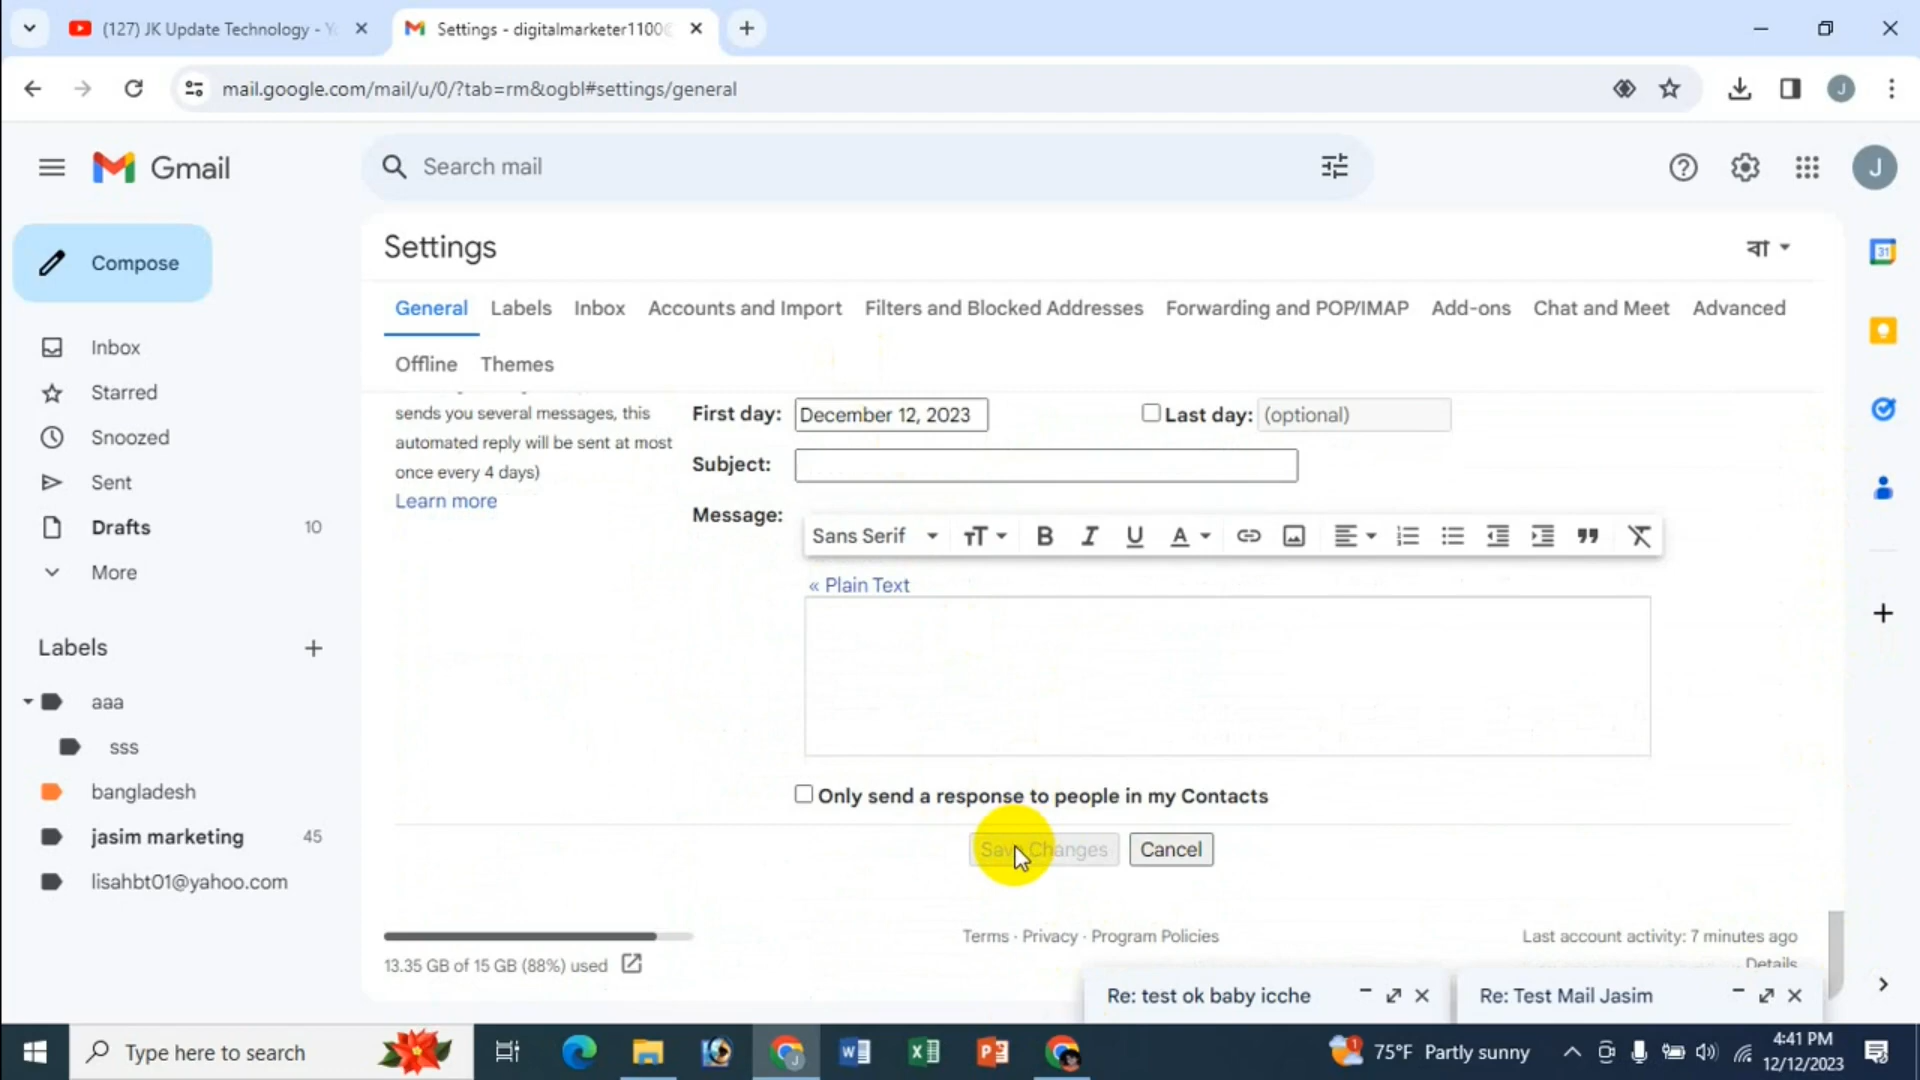 (127) JK Update Technology - Y
Settings - digitalmarketer1100@
mail.google.com/mail/u/0/?tab=rm&ogbl#settings/general
J
Gmail
Search mail
J
Compose
Settings
বা
31
General Labels Inbox Accounts and Import Filters and Blocked Addresses Forwarding and POP/IMAP Add-ons Chat and Meet Advanced
Offline Themes
Inbox
Starred
Snoozed
Sent
Drafts 10
More
Labels
aaa
sss
bangladesh
jasim marketing 45
lisahbt01@yahoo.com
sends you several messages, this
automated reply will be sent at most
once every 4 days)
Learn more
First day: December 12, 2023 Last day: (optional)
Subject:
Message:
Sans Serif
« Plain Text
Only send a response to people in my Contacts
Save Changes Cancel
13.35 GB of 15 GB (88%) used
Terms · Privacy · Program Policies
Last account activity: 7 minutes ago
Details
Re: test ok baby icche
Re: Test Mail Jasim
Type here to search
75°F Partly sunny
4:41 PM
12/12/2023